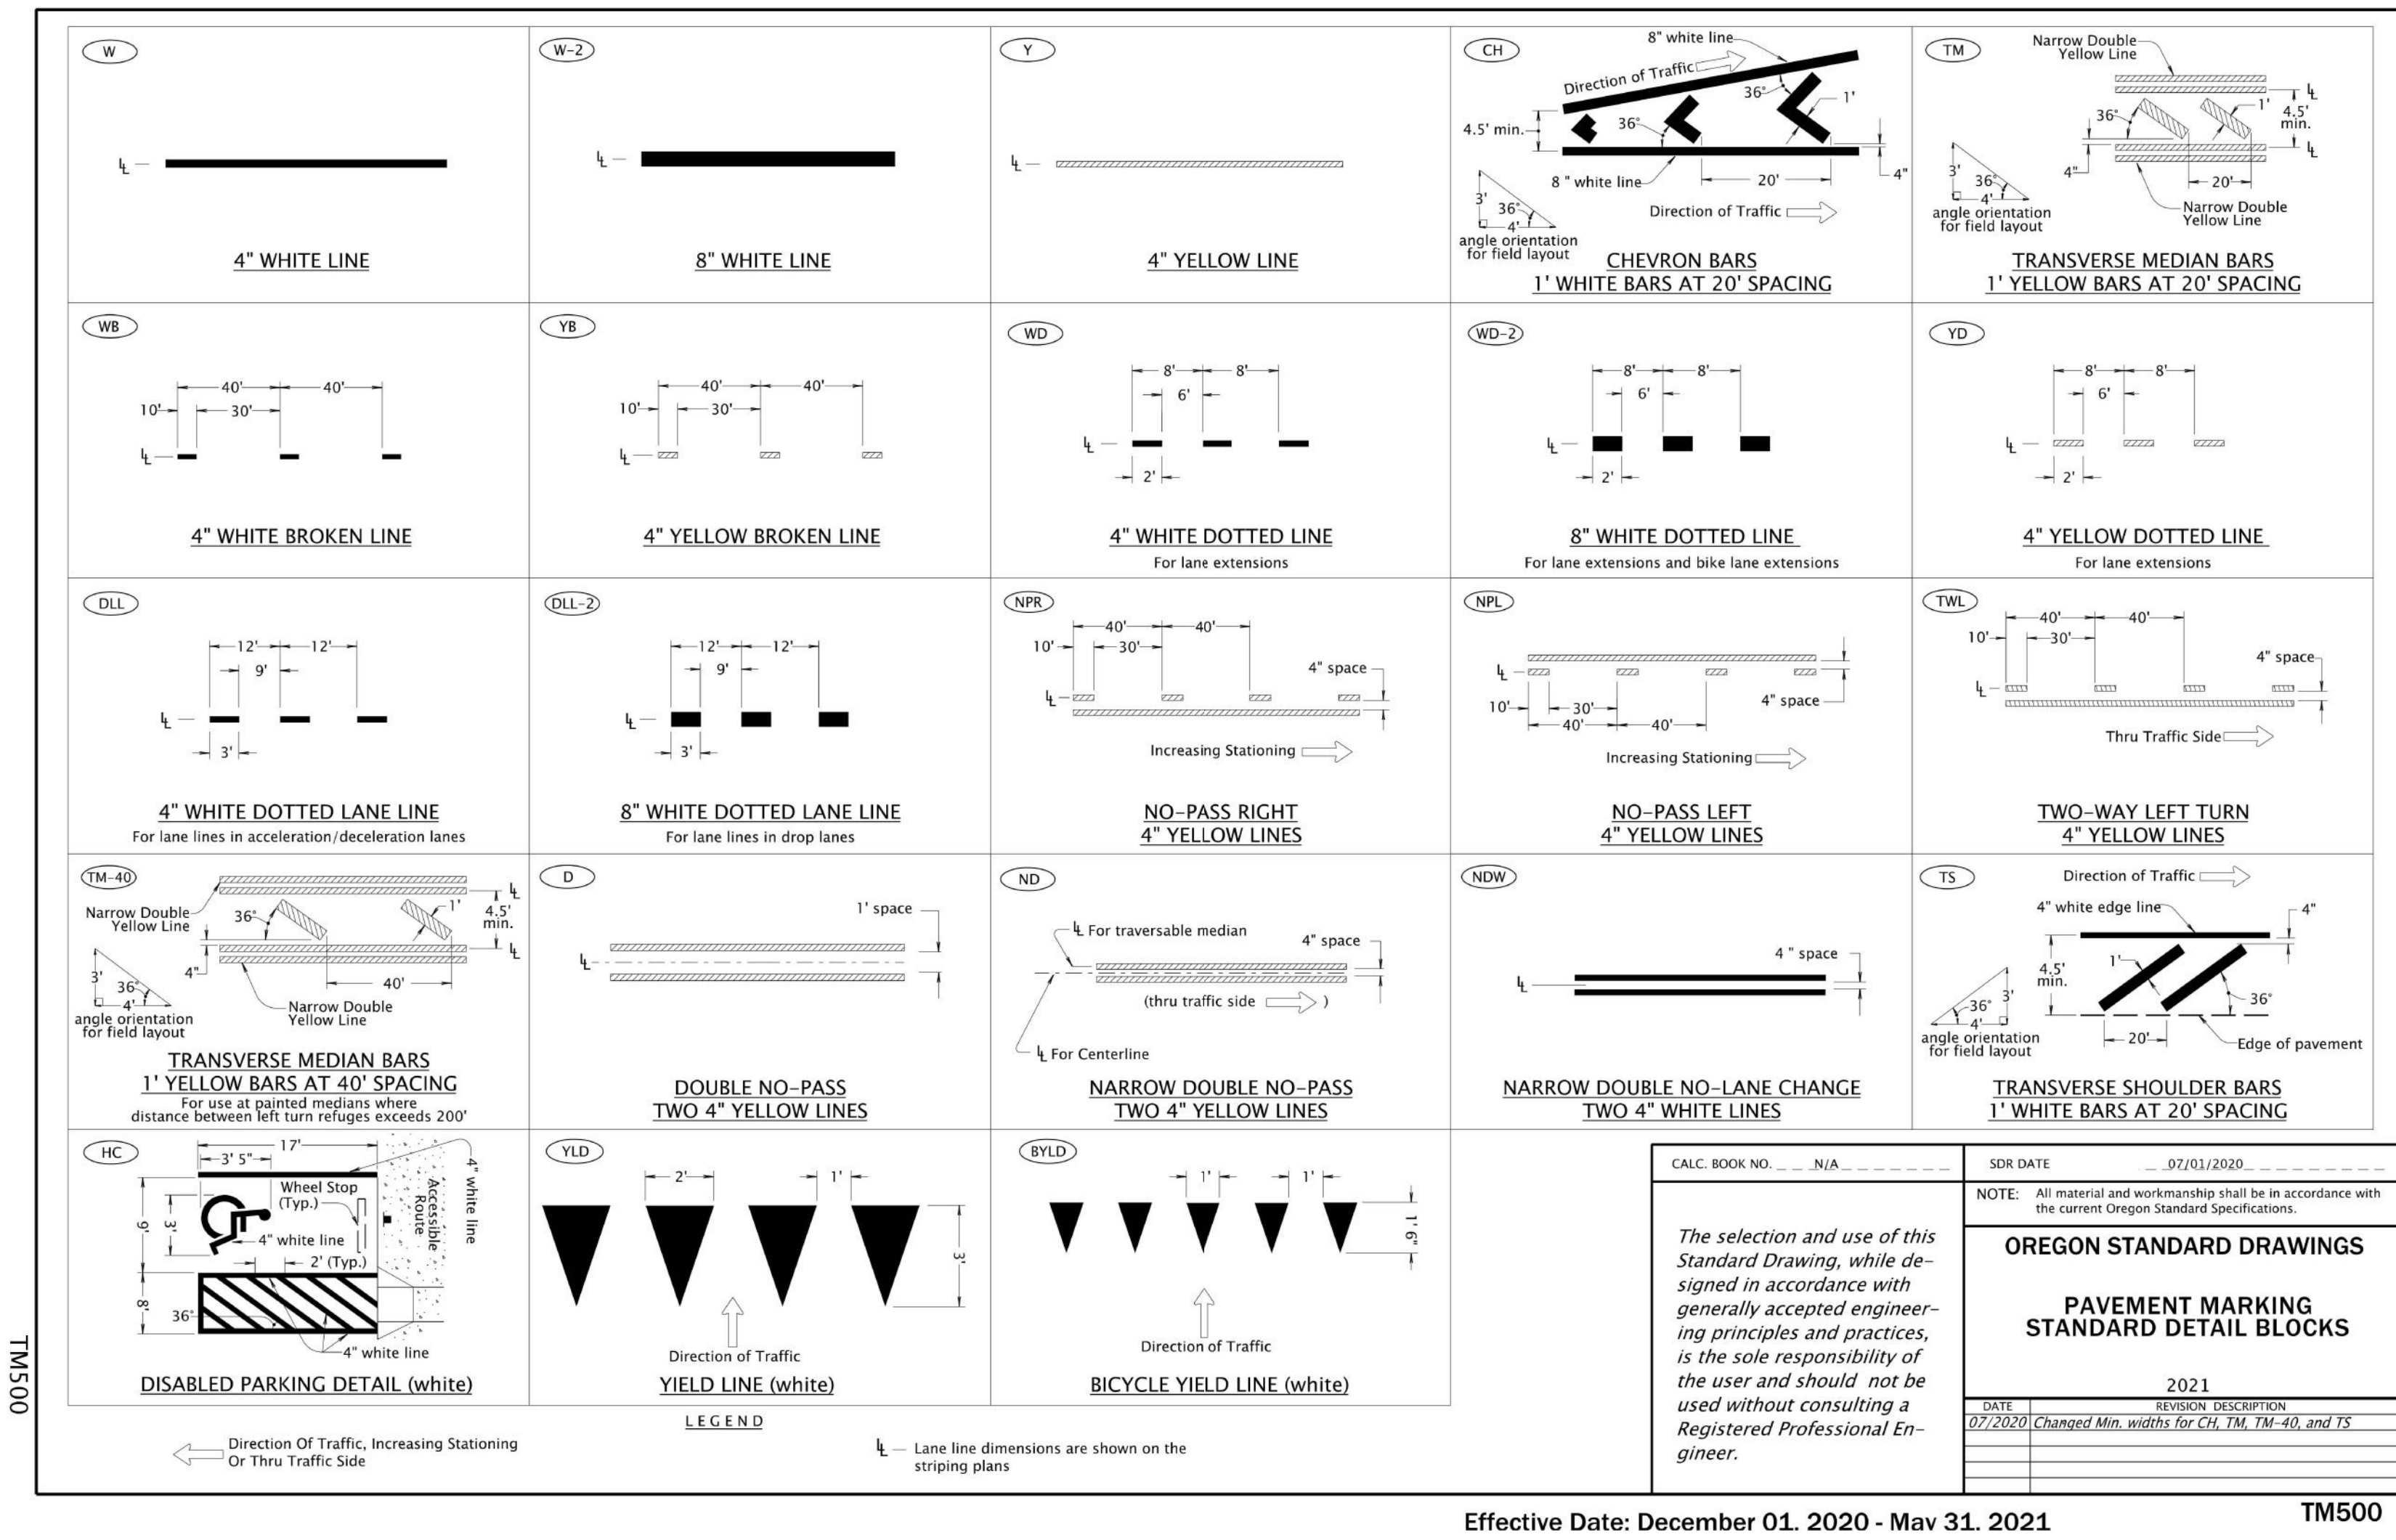 W
4" WHITE LINE
W-2
8" WHITE LINE
Y
4" YELLOW LINE
CH
8" white line
Direction of Traffic
36°
1'
4.5' min.
36°
8 " white line
20'
4"
3'
36°
4'
angle orientation
for field layout
Direction of Traffic
CHEVRON BARS
1' WHITE BARS AT 20' SPACING
TM
Narrow Double
Yellow Line
36°
1'
4.5'
min.
4"
20'
3'
36°
4'
angle orientation
for field layout
Narrow Double
Yellow Line
TRANSVERSE MEDIAN BARS
1' YELLOW BARS AT 20' SPACING
WB
40' 40'
10' 30'
4" WHITE BROKEN LINE
YB
40' 40'
10' 30'
4" YELLOW BROKEN LINE
WD
8' 8'
6'
2'
4" WHITE DOTTED LINE
For lane extensions
WD-2
8' 8'
6'
2'
8" WHITE DOTTED LINE
For lane extensions and bike lane extensions
YD
8' 8'
6'
2'
4" YELLOW DOTTED LINE
For lane extensions
DLL
12' 12'
9'
3'
4" WHITE DOTTED LANE LINE
For lane lines in acceleration/deceleration lanes
DLL-2
12' 12'
9'
3'
8" WHITE DOTTED LANE LINE
For lane lines in drop lanes
NPR
40' 40'
10' 30'
4" space
Increasing Stationing
NO-PASS RIGHT
4" YELLOW LINES
NPL
10' 30'
40' 40'
4" space
Increasing Stationing
NO-PASS LEFT
4" YELLOW LINES
TWL
40' 40'
10' 30'
4" space
Thru Traffic Side
TWO-WAY LEFT TURN
4" YELLOW LINES
TM-40
Narrow Double
Yellow Line
36°
1'
4.5'
min.
4"
40'
3'
36°
4'
angle orientation
for field layout
Narrow Double
Yellow Line
TRANSVERSE MEDIAN BARS
1' YELLOW BARS AT 40' SPACING
For use at painted medians where
distance between left turn refuges exceeds 200'
D
1' space
DOUBLE NO-PASS
TWO 4" YELLOW LINES
ND
For traversable median
4" space
(thru traffic side )
For Centerline
NARROW DOUBLE NO-PASS
TWO 4" YELLOW LINES
NDW
4 " space
NARROW DOUBLE NO-LANE CHANGE
TWO 4" WHITE LINES
TS
Direction of Traffic
4" white edge line
4"
4.5'
min.
1'
36°
3'
36°
4'
angle orientation
for field layout
20'
Edge of pavement
TRANSVERSE SHOULDER BARS
1' WHITE BARS AT 20' SPACING
HC
17'
3' 5"
4" white line
Wheel Stop
(Typ.)
Accessible
Route
9'
3'
4" white line
2' (Typ.)
8'
36°
4" white line
DISABLED PARKING DETAIL (white)
YLD
2' 1'
3'
Direction of Traffic
YIELD LINE (white)
BYLD
1' 1'
1' 6"
Direction of Traffic
BICYCLE YIELD LINE (white)
LEGEND
Direction Of Traffic, Increasing Stationing
Or Thru Traffic Side
Lane line dimensions are shown on the
striping plans
CALC. BOOK NO. N/A
SDR DATE 07/01/2020
NOTE: All material and workmanship shall be in accordance with
the current Oregon Standard Specifications.
The selection and use of this
Standard Drawing, while de-
signed in accordance with
generally accepted engineer-
ing principles and practices,
is the sole responsibility of
the user and should not be
used without consulting a
Registered Professional En-
gineer.
OREGON STANDARD DRAWINGS
PAVEMENT MARKING
STANDARD DETAIL BLOCKS
2021
DATE REVISION DESCRIPTION
07/2020 Changed Min. widths for CH, TM, TM-40, and TS
TM500
Effective Date: December 01, 2020 - May 31, 2021
TM500